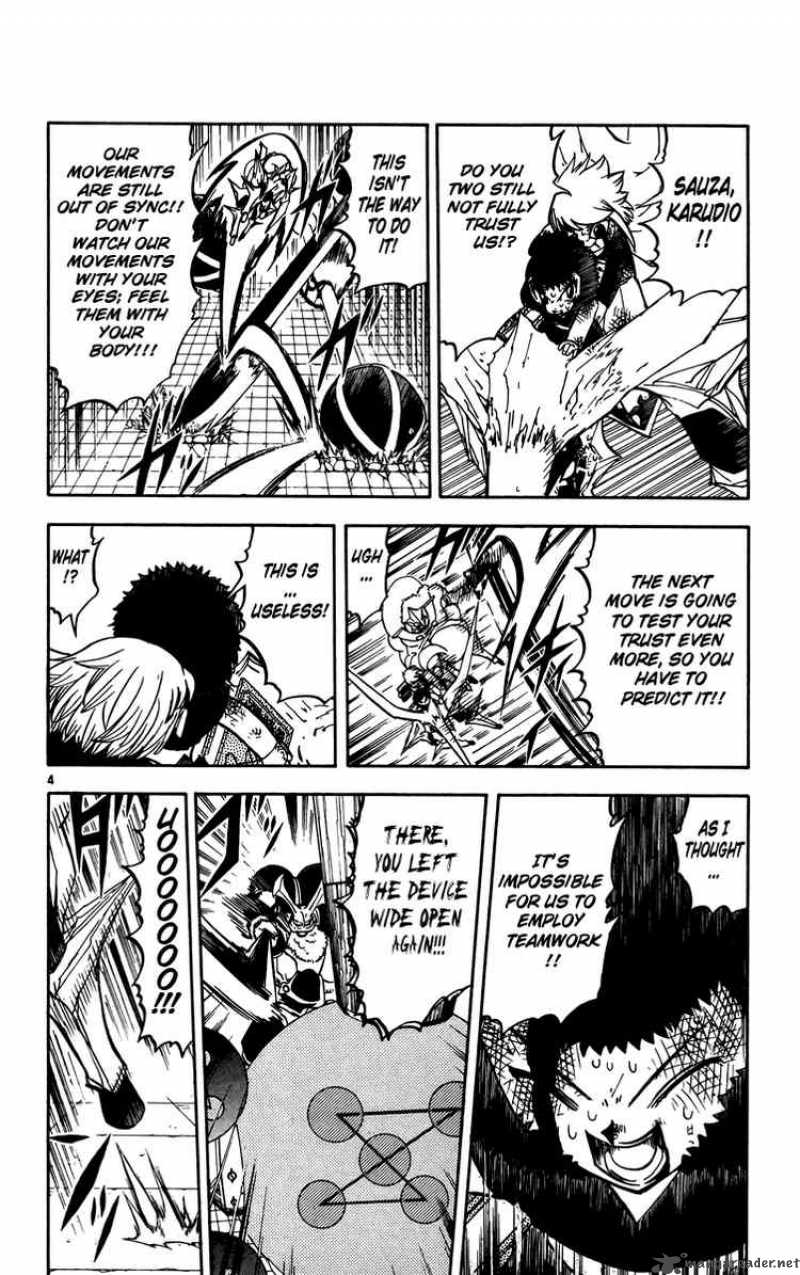 SAUZA,
KARUDIO
!!
DO YOU
TWO STILL
NOT FULLY
TRUST
US!?
THIS
ISN'T
THE WAY
TO DO
IT!
OUR
MOVEMENTS
ARE STILL
OUT OF SYNC!!
DON'T
WATCH OUR
MOVEMENTS
WITH YOUR
EYES; FEEL
THEM WITH
YOUR
BODY!!!
THE NEXT
MOVE IS GOING
TO TEST YOUR
TRUST EVEN
MORE, SO YOU
HAVE TO
PREDICT IT!!
UGH
...
THIS IS
...
USELESS!
WHAT
!?
4
AS I
THOUGHT
...
IT'S
IMPOSSIBLE
FOR US TO
EMPLOY
TEAMWORK
!!
THERE,
YOU LEFT
THE DEVICE
WIDE OPEN
AGAIN!!!
UOOOOOOO!!!
mangareader.net